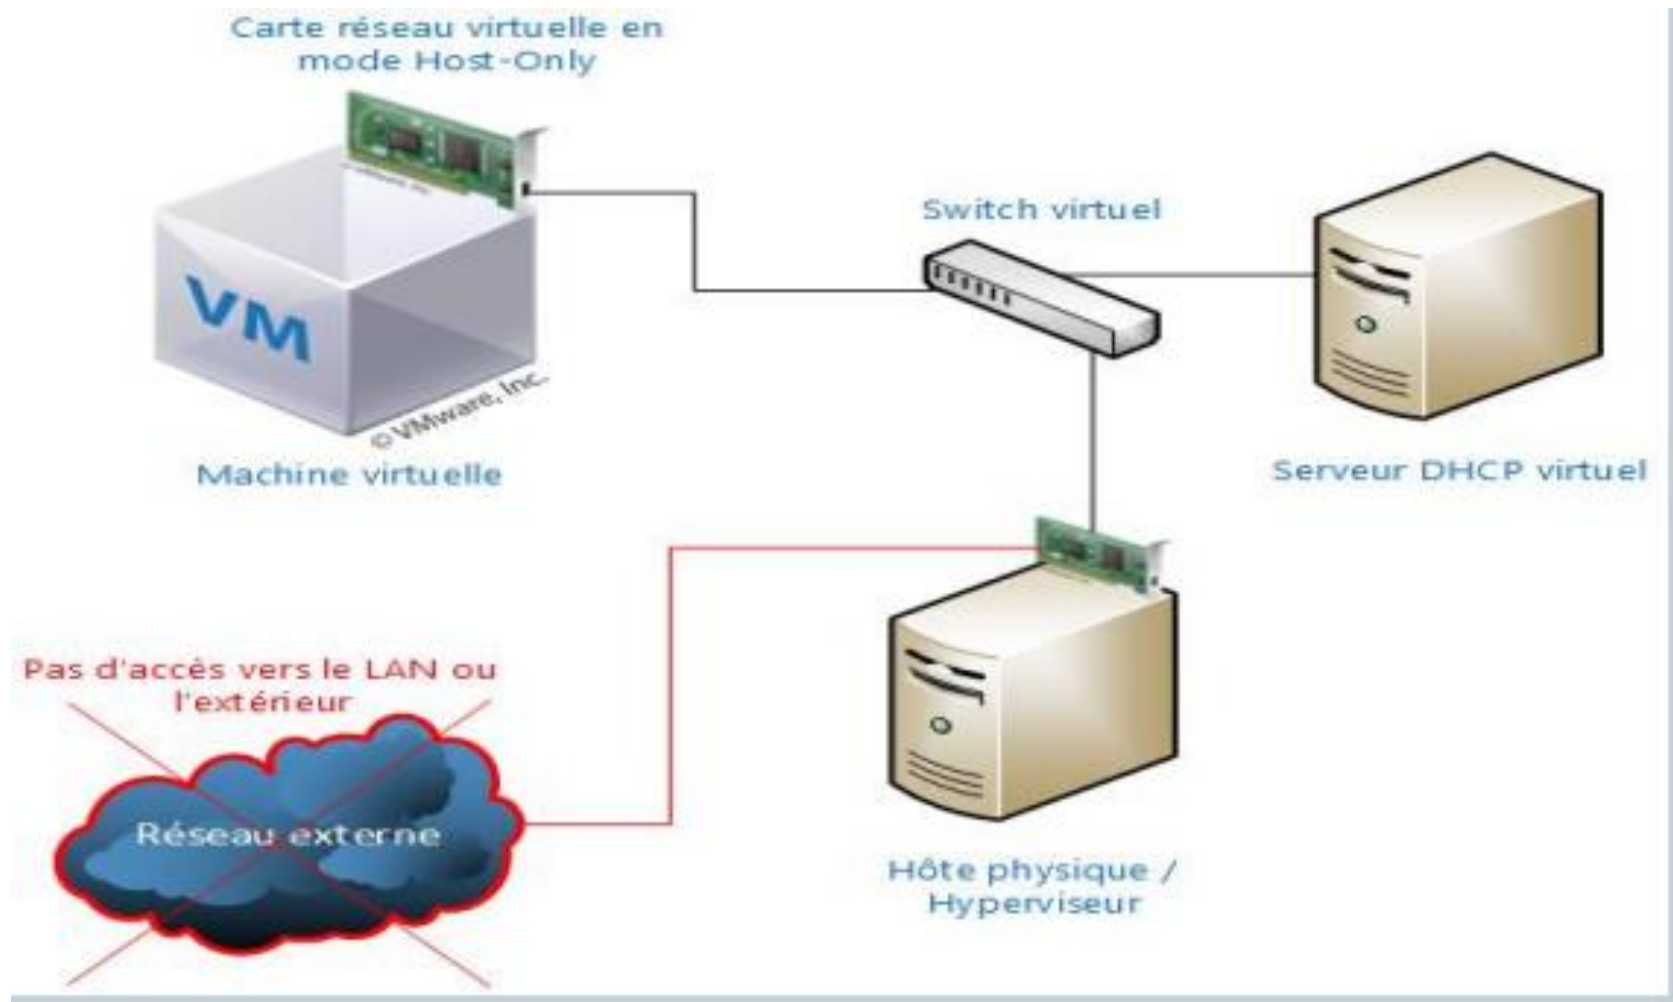 Carte réseau virtuelle en
mode Host-Only
Switch virtuel
VM
© VMware, Inc.
Machine virtuelle
Serveur DHCP virtuel
Pas d'accès vers le LAN ou
l'extérieur
Réseau externe
Hôte physique /
Hyperviseur